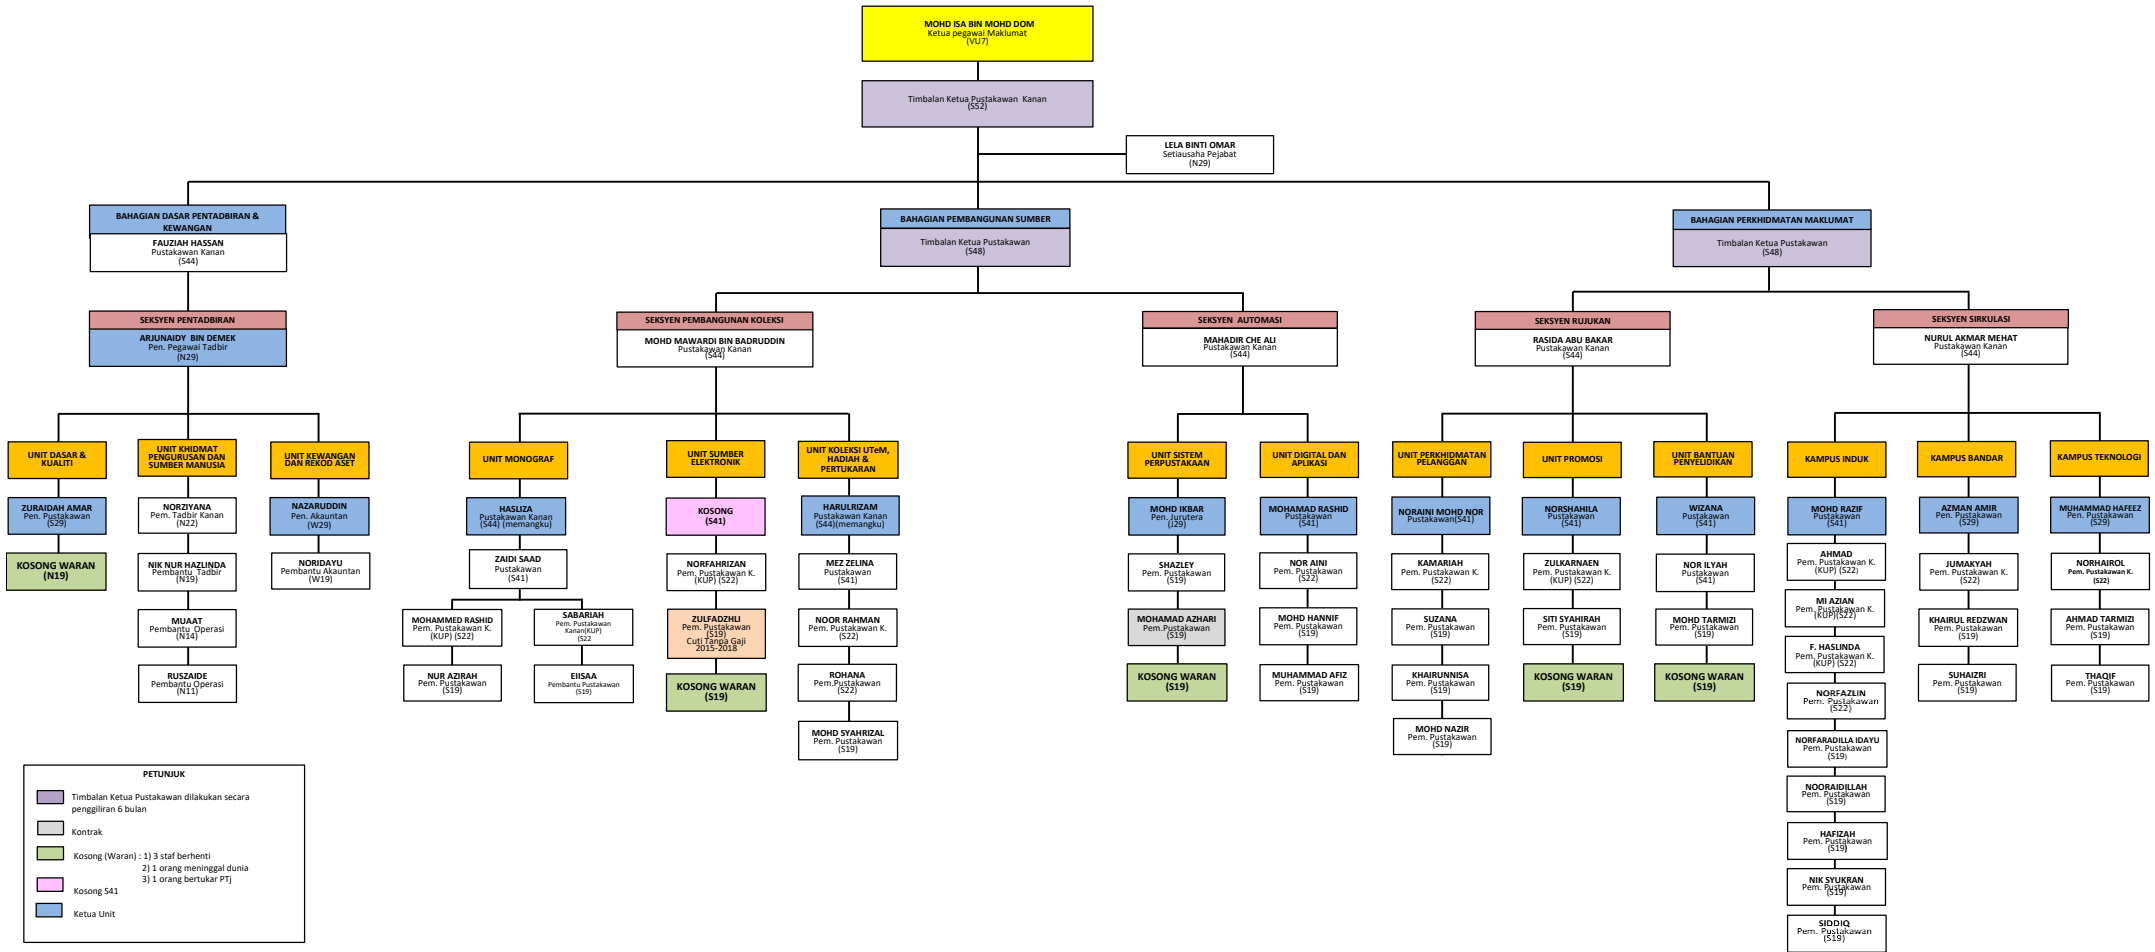 MOHD ISA BIN MOHD DOM
Ketua pegawai Maklumat
(VU7)
Timbalan Ketua Pustakawan Kanan
(S52)
LELA BINTI OMAR
Setiausaha Pejabat
(N29)
BAHAGIAN DASAR PENTADBIRAN &
KEWANGAN
FAUZIAH HASSAN
Pustakawan Kanan
(S44)
BAHAGIAN PEMBANGUNAN SUMBER
Timbalan Ketua Pustakawan
(S48)
BAHAGIAN PERKHIDMATAN MAKLUMAT
Timbalan Ketua Pustakawan
(S48)
SEKSYEN PENTADBIRAN
ARJUNAIDY BIN DEMEK
Pen. Pegawai Tadbir
(N29)
SEKSYEN PEMBANGUNAN KOLEKSI
MOHD MAWARDI BIN BADRUDDIN
Pustakawan Kanan
(S44)
SEKSYEN AUTOMASI
MAHADIR CHE ALI
Pustakawan Kanan
(S44)
SEKSYEN RUJUKAN
RASIDA ABU BAKAR
Pustakawan Kanan
(S44)
SEKSYEN SIRKULASI
NURUL AKMAR MEHAT
Pustakawan Kanan
(S44)
UNIT DASAR &
KUALITI
ZURAIDAH AMAR
Pen. Pustakawan
(S29)
KOSONG WARAN
(N19)
UNIT KHIDMAT
PENGURUSAN DAN
SUMBER MANUSIA
NORZIYANA
Pem. Tadbir Kanan
(N22)
NIK NUR HAZLINDA
Pembantu Tadbir
(N19)
MUAAT
Pembantu Operasi
(N14)
RUSZAIDE
Pembantu Operasi
(N11)
UNIT KEWANGAN
DAN REKOD ASET
NAZARUDDIN
Pen. Akauntan
(W29)
NORIDAYU
Pembantu Akauntan
(W19)
UNIT MONOGRAF
HASLIZA
Pustakawan Kanan
(S44) (memangku)
ZAIDI SAAD
Pustakawan
(S41)
MOHAMMED RASHID
Pem. Pustakawan K.
(KUP) (S22)
NUR AZIRAH
Pem. Pustakawan
(S19)
SABARIAH
Pem. Pustakawan
Kanan(KUP)
(S22
EIISAA
Pembantu Pustakawan
(S19)
UNIT SUMBER
ELEKTRONIK
KOSONG
(S41)
NORFAHRIZAN
Pem. Pustakawan K.
(KUP) (S22)
ZULFADZHLI
Pem. Pustakawan
(S19)
Cuti Tanpa Gaji
2015-2018
KOSONG WARAN
(S19)
UNIT KOLEKSI UTeM,
HADIAH &
PERTUKARAN
HARULRIZAM
Pustakawan Kanan
(S44)(memangku)
MEZ ZELINA
Pustakawan
(S41)
NOOR RAHMAN
Pem. Pustakawan K.
(S22)
ROHANA
Pem.Pustakawan
(S22)
MOHD SYAHRIZAL
Pem. Pustakawan
(S19)
UNIT SISTEM
PERPUSTAKAAN
MOHD IKBAR
Pen. Jurutera
(J29)
SHAZLEY
Pem. Pustakawan
(S19)
MOHAMAD AZHARI
Pem.Pustakawan
(S19)
KOSONG WARAN
(S19)
UNIT DIGITAL DAN
APLIKASI
MOHAMAD RASHID
Pustakawan
(S41)
NOR AINI
Pem. Pustakawan
(S22)
MOHD HANNIF
Pem. Pustakawan
(S19)
MUHAMMAD AFIZ
Pem. Pustakawan
(S19)
UNIT PERKHIDMATAN
PELANGGAN
NORAINI MOHD NOR
Pustakawan(S41)
KAMARIAH
Pem. Pustakawan K.
(S22)
SUZANA
Pem. Pustakawan
(S19)
KHAIRUNNISA
Pem. Pustakawan
(S19)
MOHD NAZIR
Pem. Pustakawan
(S19)
UNIT PROMOSI
NORSHAHILA
Pustakawan
(S41)
ZULKARNAEN
Pem. Pustakawan K.
(KUP) (S22)
SITI SYAHIRAH
Pem. Pustakawan
(S19)
KOSONG WARAN
(S19)
UNIT BANTUAN
PENYELIDIKAN
WIZANA
Pustakawan
(S41)
NOR ILYAH
Pustakawan
(S41)
MOHD TARMIZI
Pem. Pustakawan
(S19)
KOSONG WARAN
(S19)
KAMPUS INDUK
MOHD RAZIF
Pustakawan
(S41)
AHMAD
Pem. Pustakawan K.
(KUP) (S22)
MI AZIAN
Pem. Pustakawan K.
(KUP)(S22)
F. HASLINDA
Pem. Pustakawan K.
(KUP) (S22)
NORFAZLIN
Pem. Pustakawan
(S22)
NORFARADILLA IDAYU
Pem. Pustakawan
(S19)
NOORAIDILLAH
Pem. Pustakawan
(S19)
HAFIZAH
Pem. Pustakawan
(S19)
NIK SYUKRAN
Pem. Pustakawan
(S19)
SIDDIQ
Pem. Pustakawan
(S19)
KAMPUS BANDAR
AZMAN AMIR
Pen. Pustakawan
(S29)
JUMAKYAH
Pem. Pustakawan K.
(S22)
KHAIRUL REDZWAN
Pem.Pustakawan
(S19)
SUHAIZRI
Pem. Pustakawan
(S19)
KAMPUS TEKNOLOGI
MUHAMMAD HAFEEZ
Pen. Pustakawan
(S29)
NORHAIROL
Pem. Pustakawan K.
(S22)
AHMAD TARMIZI
Pem. Pustakawan
(S19)
THAQIF
Pem. Pustakawan
(S19)
PETUNJUK
Timbalan Ketua Pustakawan dilakukan secara
penggiliran 6 bulan
Kontrak
Kosong (Waran) : 1) 3 staf berhenti
2) 1 orang meninggal dunia
3) 1 orang bertukar PTj
Kosong S41
Ketua Unit